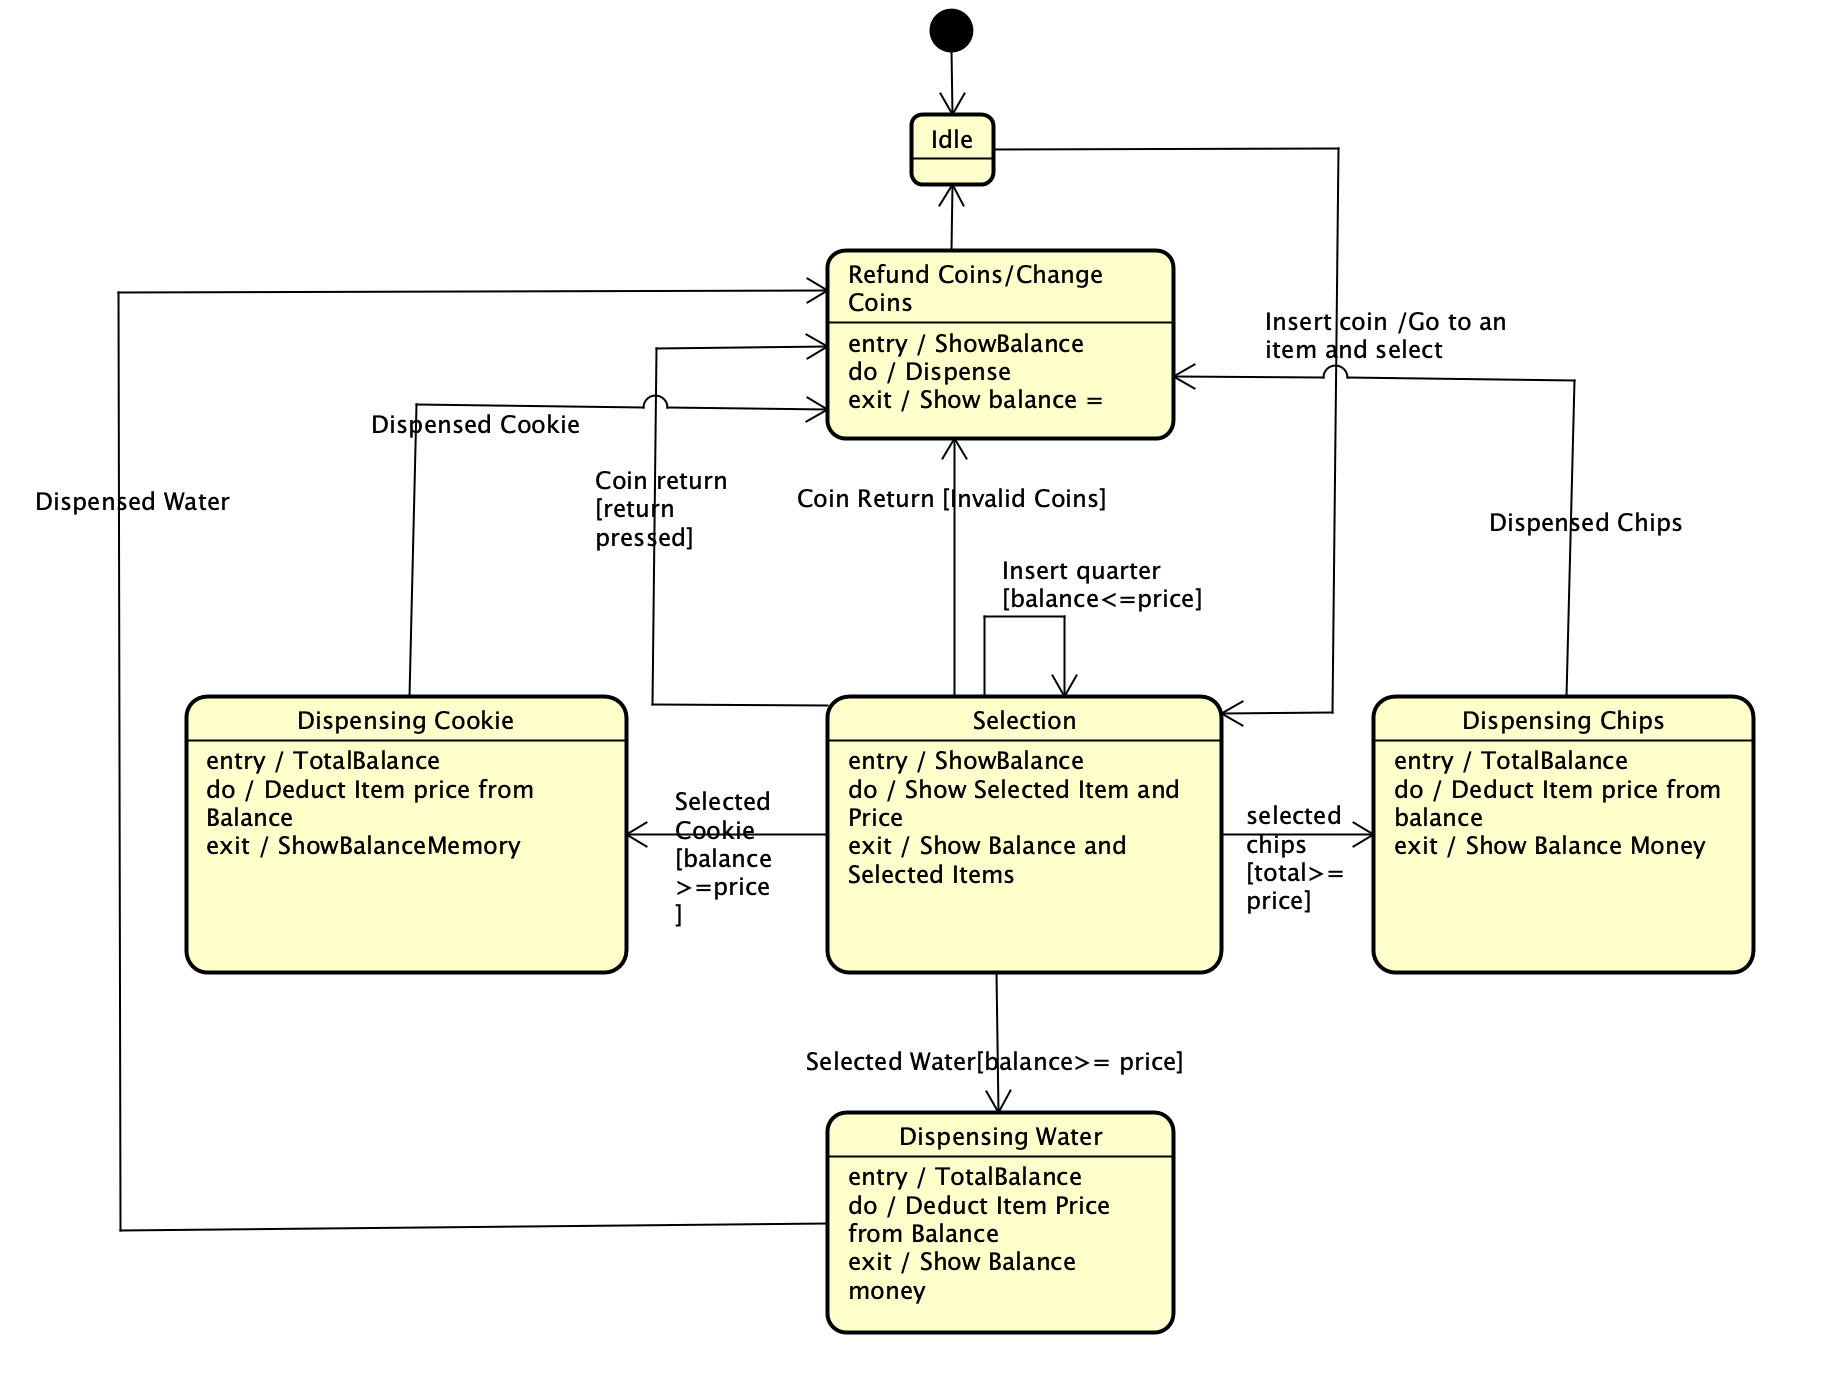 Idle
Refund Coins/Change
Coins
entry / ShowBalance
do / Dispense
exit / Show balance =
Insert coin /Go to an
item and select
Dispensed Cookie
Coin return
[return
pressed]
Coin Return [Invalid Coins]
Dispensed Water
Dispensed Chips
Insert quarter
[balance<=price]
Dispensing Cookie
entry / TotalBalance
do / Deduct Item price from
Balance
exit / ShowBalanceMemory
Selected
Cookie
[balance
>=price
]
Selection
entry / ShowBalance
do / Show Selected Item and
Price
exit / Show Balance and
Selected Items
selected
chips
[total>=
price]
Dispensing Chips
entry / TotalBalance
do / Deduct Item price from
balance
exit / Show Balance Money
Selected Water[balance>= price]
Dispensing Water
entry / TotalBalance
do / Deduct Item Price
from Balance
exit / Show Balance
money